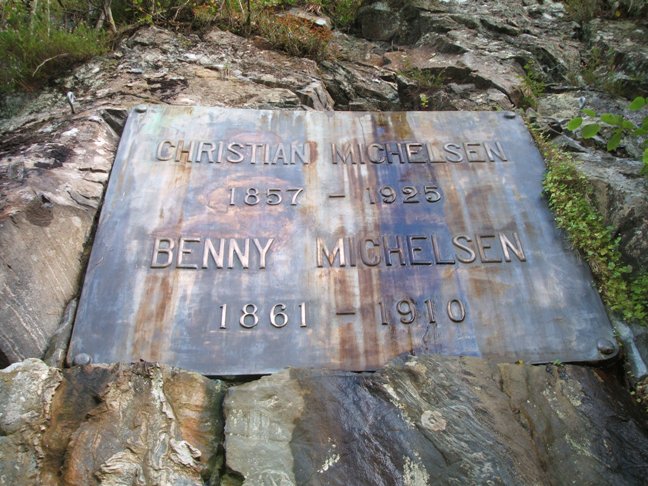 CHRISTIAN MICHELSEN
1857 - 1925
BENNY MICHELSEN
1861 - 1910